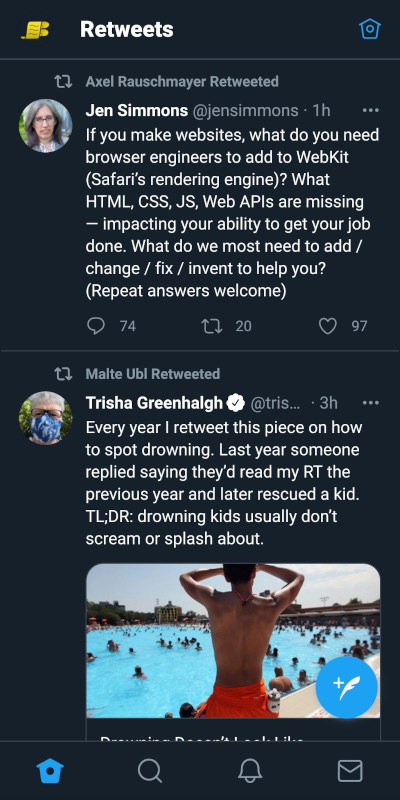 Retweets
Axel Rauschmayer Retweeted
Jen Simmons @jensimmons · 1h
If you make websites, what do you need
browser engineers to add to WebKit
(Safari’s rendering engine)? What
HTML, CSS, JS, Web APIs are missing
— impacting your ability to get your job
done. What do we most need to add /
change / fix / invent to help you?
(Repeat answers welcome)
74 20 97
Malte Ubl Retweeted
Trisha Greenhalgh @tris… · 3h
Every year I retweet this piece on how
to spot drowning. Last year someone
replied saying they’d read my RT the
previous year and later rescued a kid.
TL;DR: drowning kids usually don’t
scream or splash about.
Drowning Doesn’t Look Like